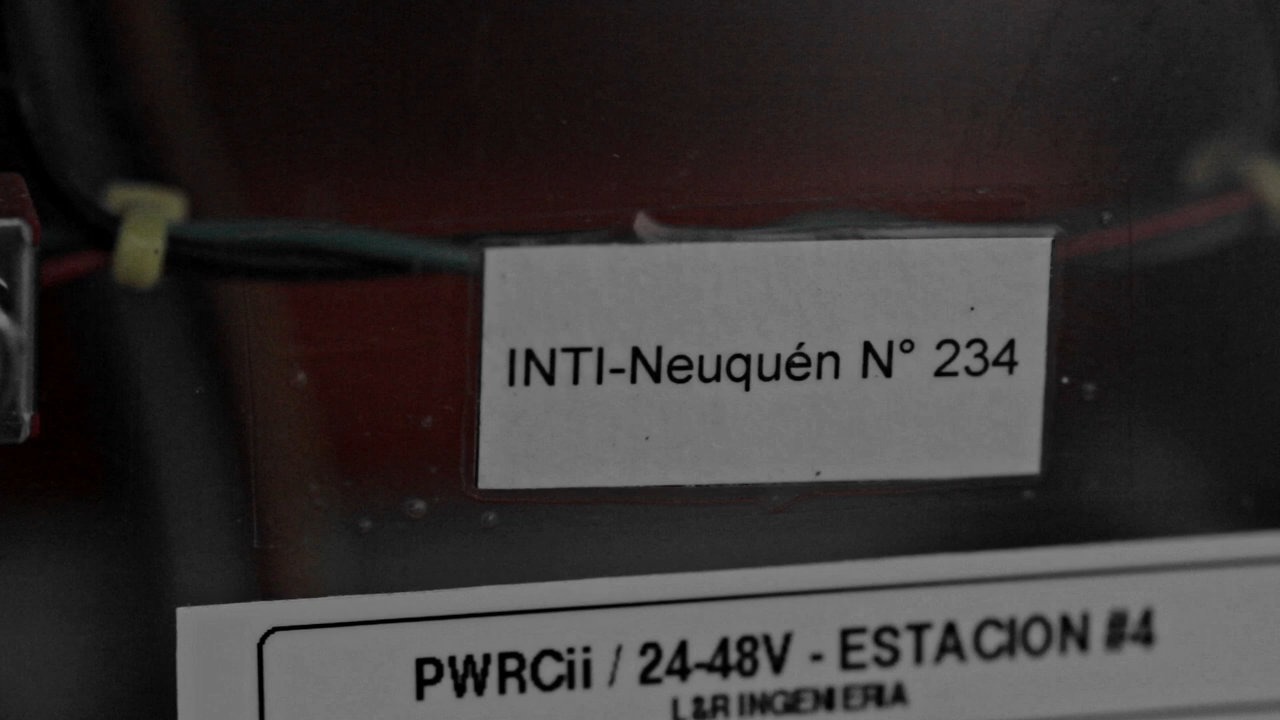 INTI-Neuquén N° 234
PWRCii / 24-48V - ESTACION #4
L&R INGENIERIA